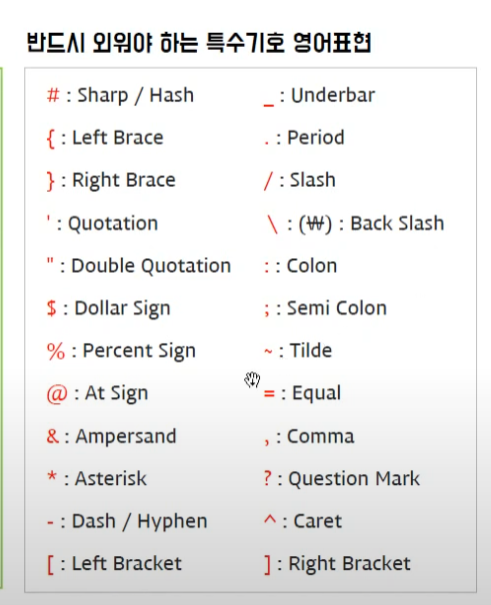 반드시 외워야 하는 특수기호 영어표현
# : Sharp / Hash
{ : Left Brace
} : Right Brace
' : Quotation
" : Double Quotation
$ : Dollar Sign
% : Percent Sign
@ : At Sign
& : Ampersand
* : Asterisk
- : Dash / Hyphen
[ : Left Bracket
_ : Underbar
. : Period
/ : Slash
\ : (₩) : Back Slash
: : Colon
; : Semi Colon
~ : Tilde
= : Equal
, : Comma
? : Question Mark
^ : Caret
] : Right Bracket